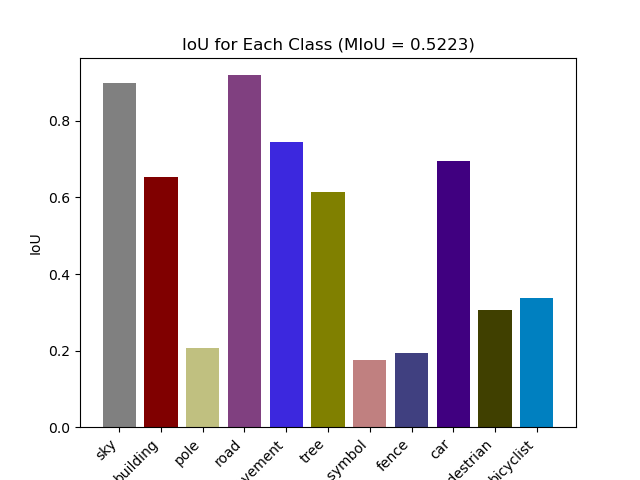 IoU for Each Class (MIoU = 0.5223)
IoU
0.8
0.6
0.4
0.2
0.0
sky
building
pole
road
vement
tree
symbol
fence
car
destrian
bicyclist